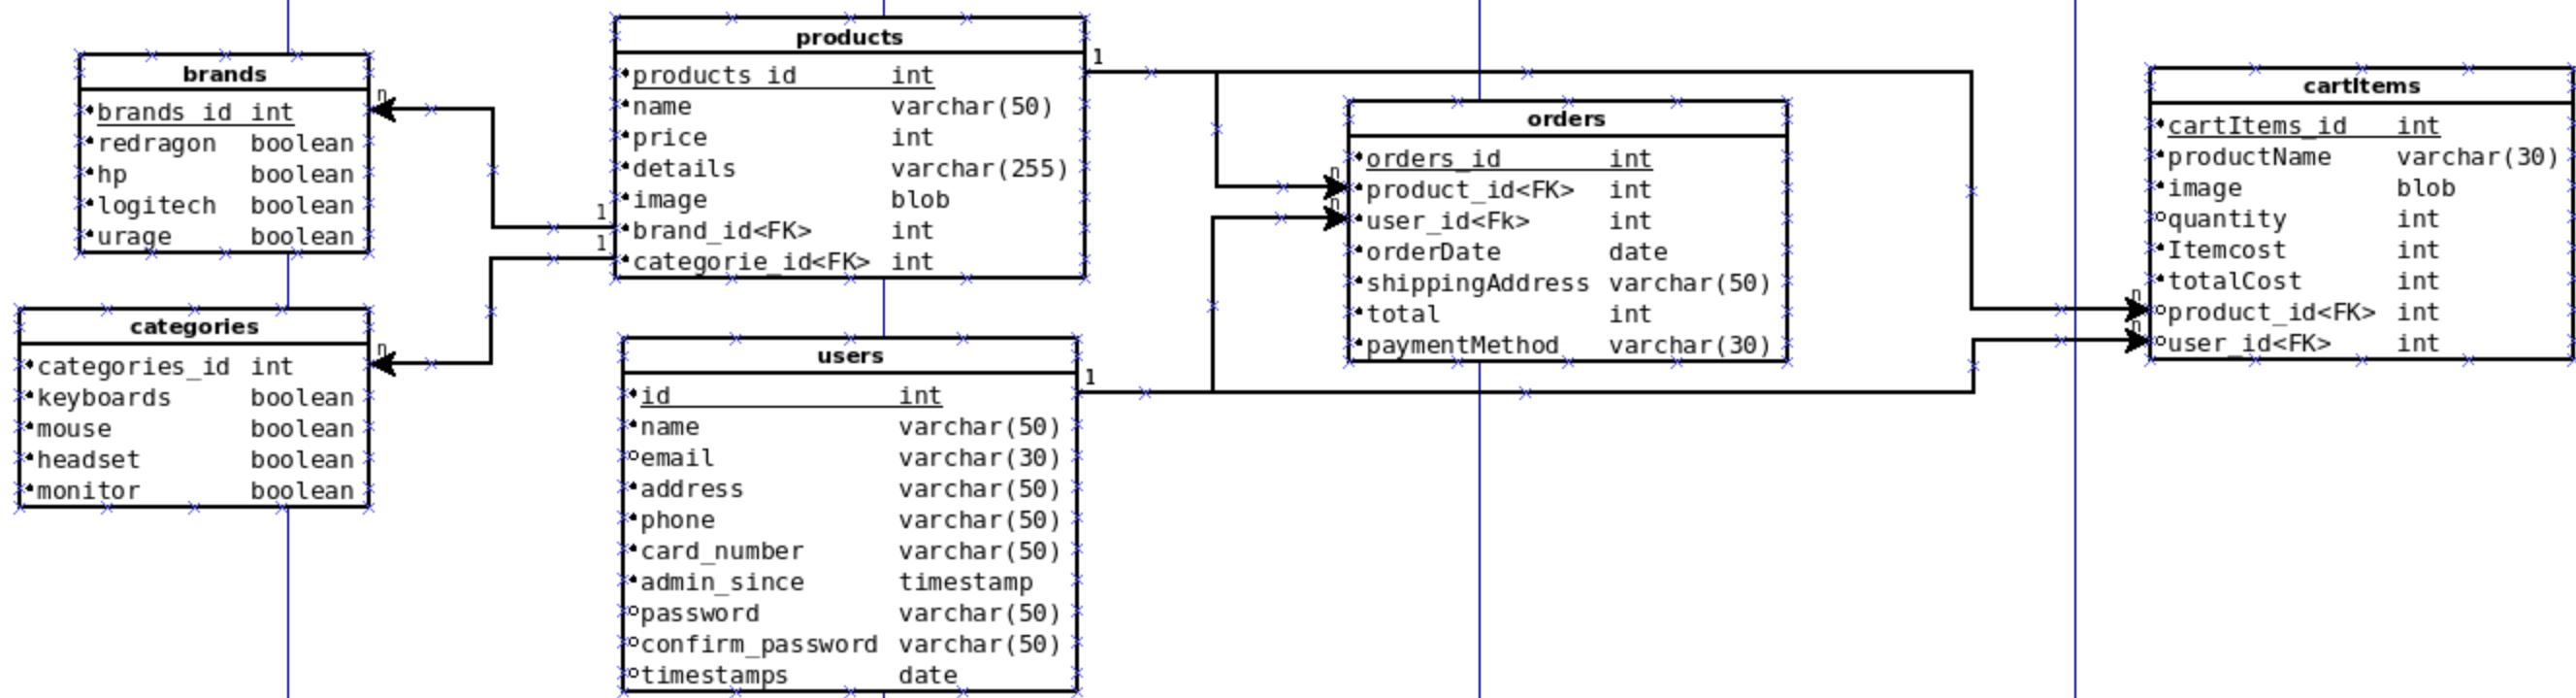 brands
brands_id int
redragon boolean
hp boolean
logitech boolean
urage boolean
n
categories
categories_id int
keyboards boolean
mouse boolean
headset boolean
monitor boolean
n
products
products_id int
name varchar(50)
price int
details varchar(255)
image blob
brand_id<FK> int
categorie_id<FK> int
1
1
1
users
id int
name varchar(50)
email varchar(30)
address varchar(50)
phone varchar(50)
card_number varchar(50)
admin_since timestamp
password varchar(50)
confirm_password varchar(50)
timestamps date
1
orders
orders_id int
product_id<FK> int
user_id<Fk> int
orderDate date
shippingAddress varchar(50)
total int
paymentMethod varchar(30)
n
n
cartItems
cartItems_id int
productName varchar(30)
image blob
quantity int
Itemcost int
totalCost int
product_id<FK> int
user_id<FK> int
n
n